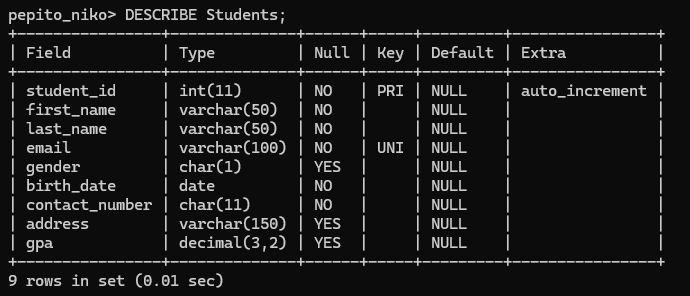 pepito_niko> DESCRIBE Students;
+----------------+--------------+------+-----+---------+----------------+
| Field          | Type         | Null | Key | Default | Extra          |
+----------------+--------------+------+-----+---------+----------------+
| student_id     | int(11)      | NO   | PRI | NULL    | auto_increment |
| first_name     | varchar(50)  | NO   |     | NULL    |                |
| last_name      | varchar(50)  | NO   |     | NULL    |                |
| email          | varchar(100) | NO   | UNI | NULL    |                |
| gender         | char(1)      | YES  |     | NULL    |                |
| birth_date     | date         | NO   |     | NULL    |                |
| contact_number | char(11)     | NO   |     | NULL    |                |
| address        | varchar(150) | YES  |     | NULL    |                |
| gpa            | decimal(3,2) | YES  |     | NULL    |                |
+----------------+--------------+------+-----+---------+----------------+
9 rows in set (0.01 sec)